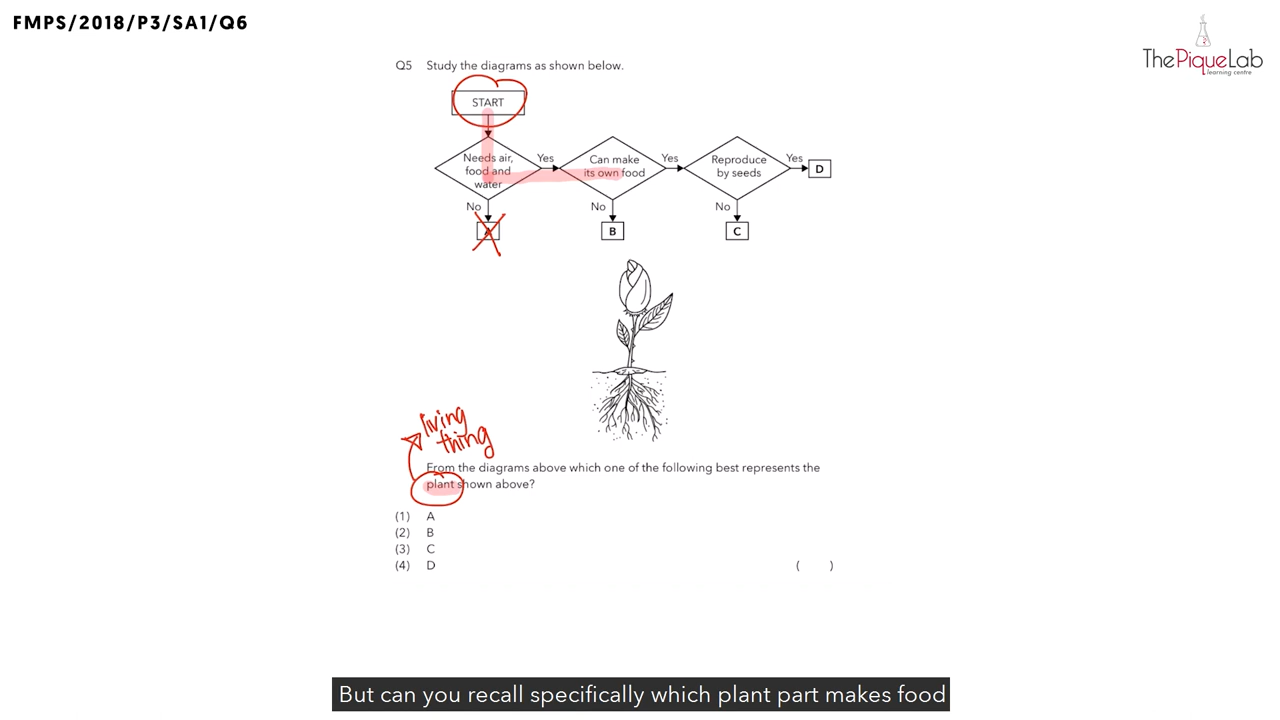 FMPS/2018/P3/SA1/Q6
ThePiqueLab
learning centre
Q5 Study the diagrams as shown below.
START
Needs air,
food and
water
Yes
Can make
its own food
Yes
Reproduce
by seeds
Yes
D
No
No
No
A
B
C
living
thing
From the diagrams above which one of the following best represents the
plant shown above?
(1) A
(2) B
(3) C
(4) D
( )
But can you recall specifically which plant part makes food